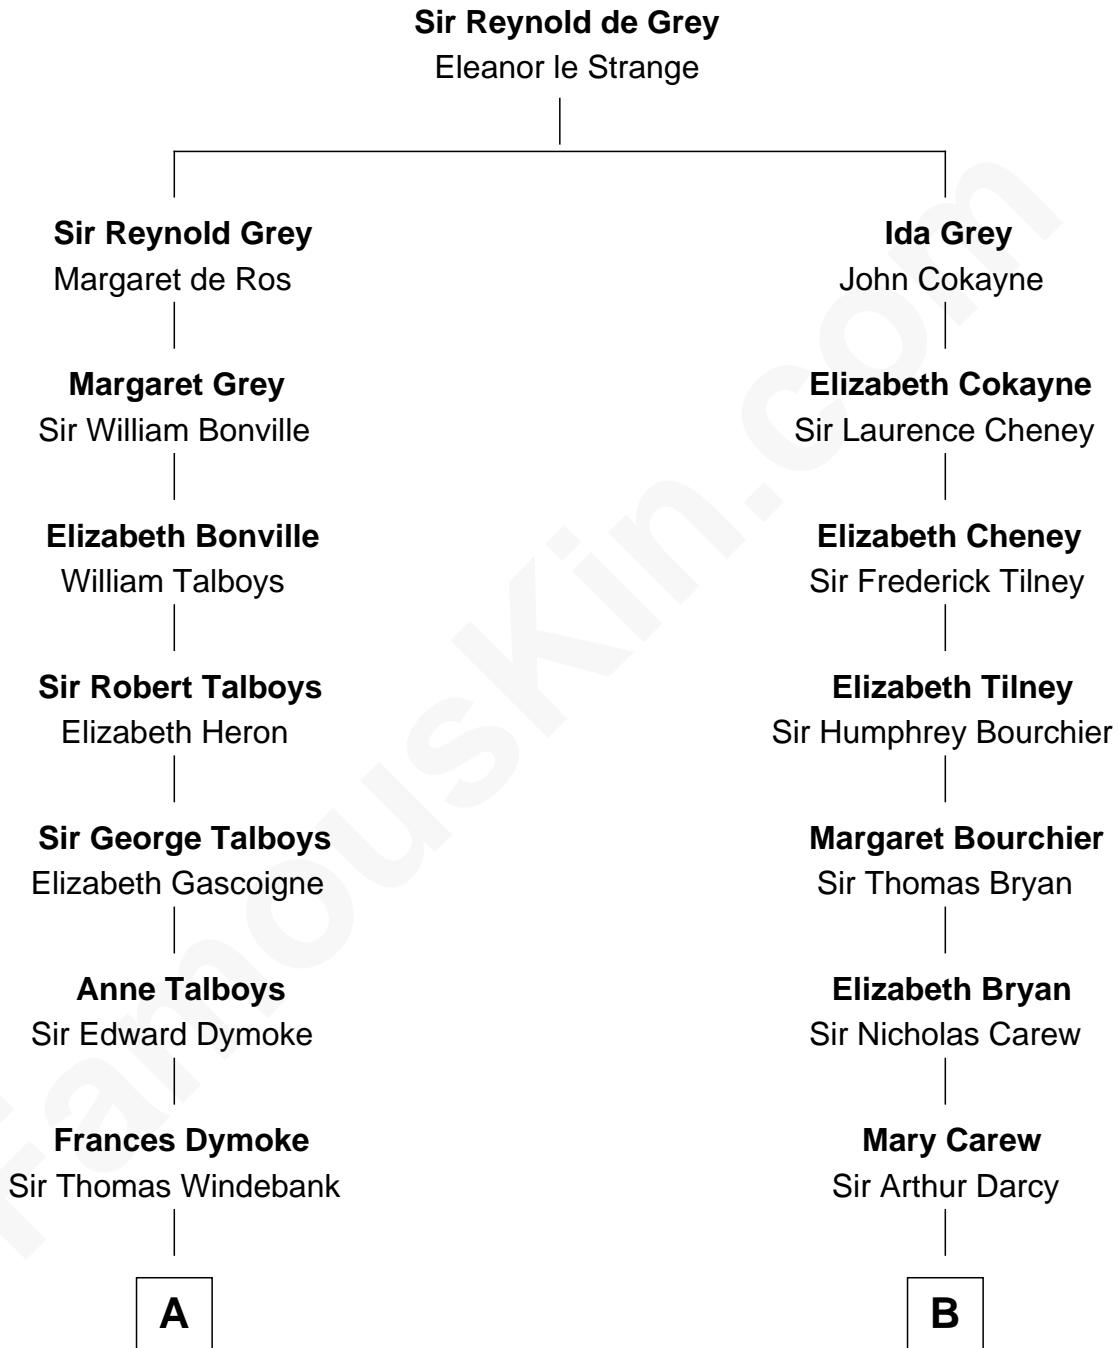 Sir Reynold de Grey
Eleanor le Strange
Sir Reynold Grey
Margaret de Ros
Ida Grey
John Cokayne
Margaret Grey
Sir William Bonville
Elizabeth Cokayne
Sir Laurence Cheney
Elizabeth Bonville
William Talboys
Elizabeth Cheney
Sir Frederick Tilney
Sir Robert Talboys
Elizabeth Heron
Elizabeth Tilney
Sir Humphrey Bourchier
Sir George Talboys
Elizabeth Gascoigne
Margaret Bourchier
Sir Thomas Bryan
Anne Talboys
Sir Edward Dymoke
Elizabeth Bryan
Sir Nicholas Carew
Frances Dymoke
Sir Thomas Windebank
Mary Carew
Sir Arthur Darcy
A
B
FamousKin.com